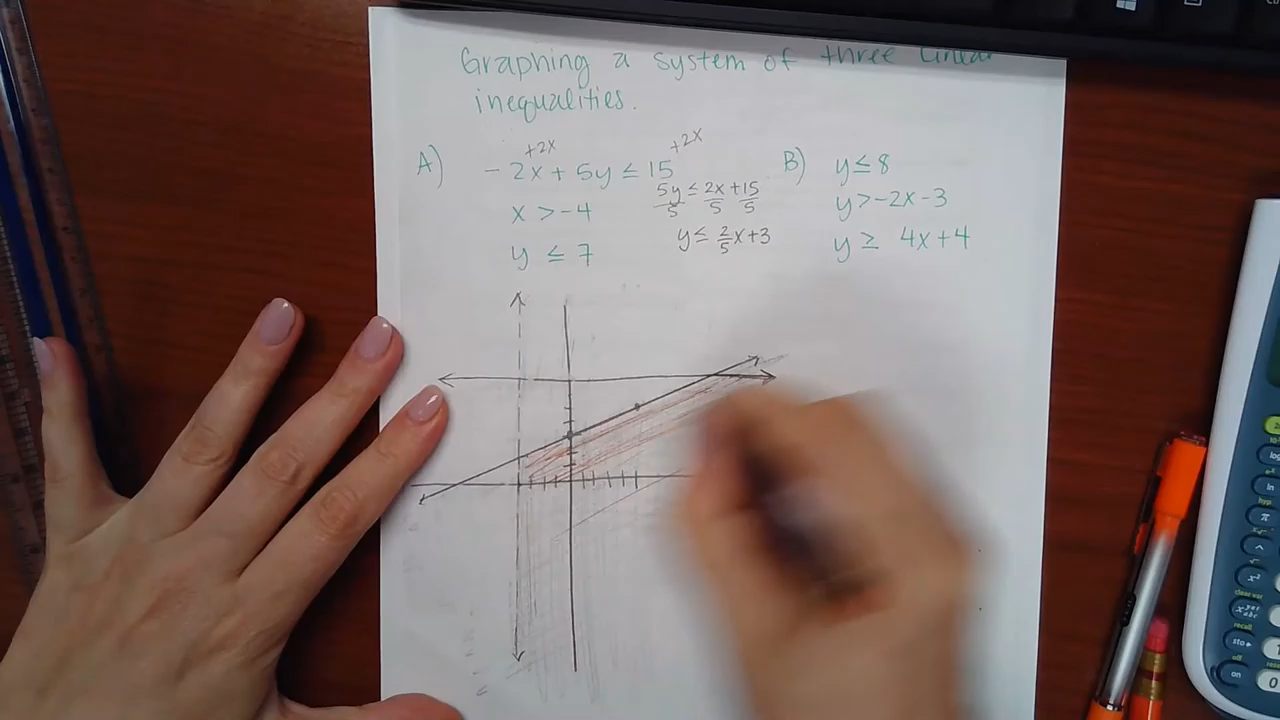 Graphing a system of three linear
inequalities.
A)
+2x +2x
-2x + 5y ≤ 15
5y/5 ≤ 2x/5 + 15/5
x > -4
y ≤ 2/5 x + 3
y ≤ 7
B)
y ≤ 8
y > -2x - 3
y ≥ 4x + 4